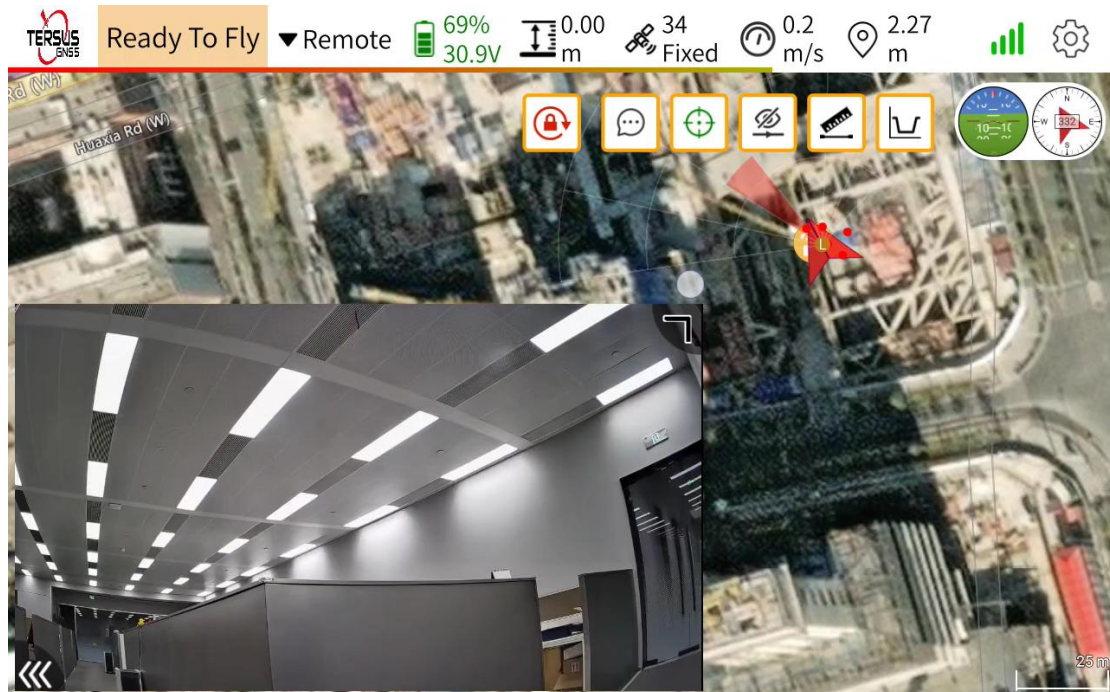 TERSUS
GNSS
Ready To Fly
Remote
69%
30.9V
0.00
m
34
Fixed
0.2
m/s
2.27
m
Rd (W)
Huaxia Rd (W)
N
W
332
E
S
L
25 m